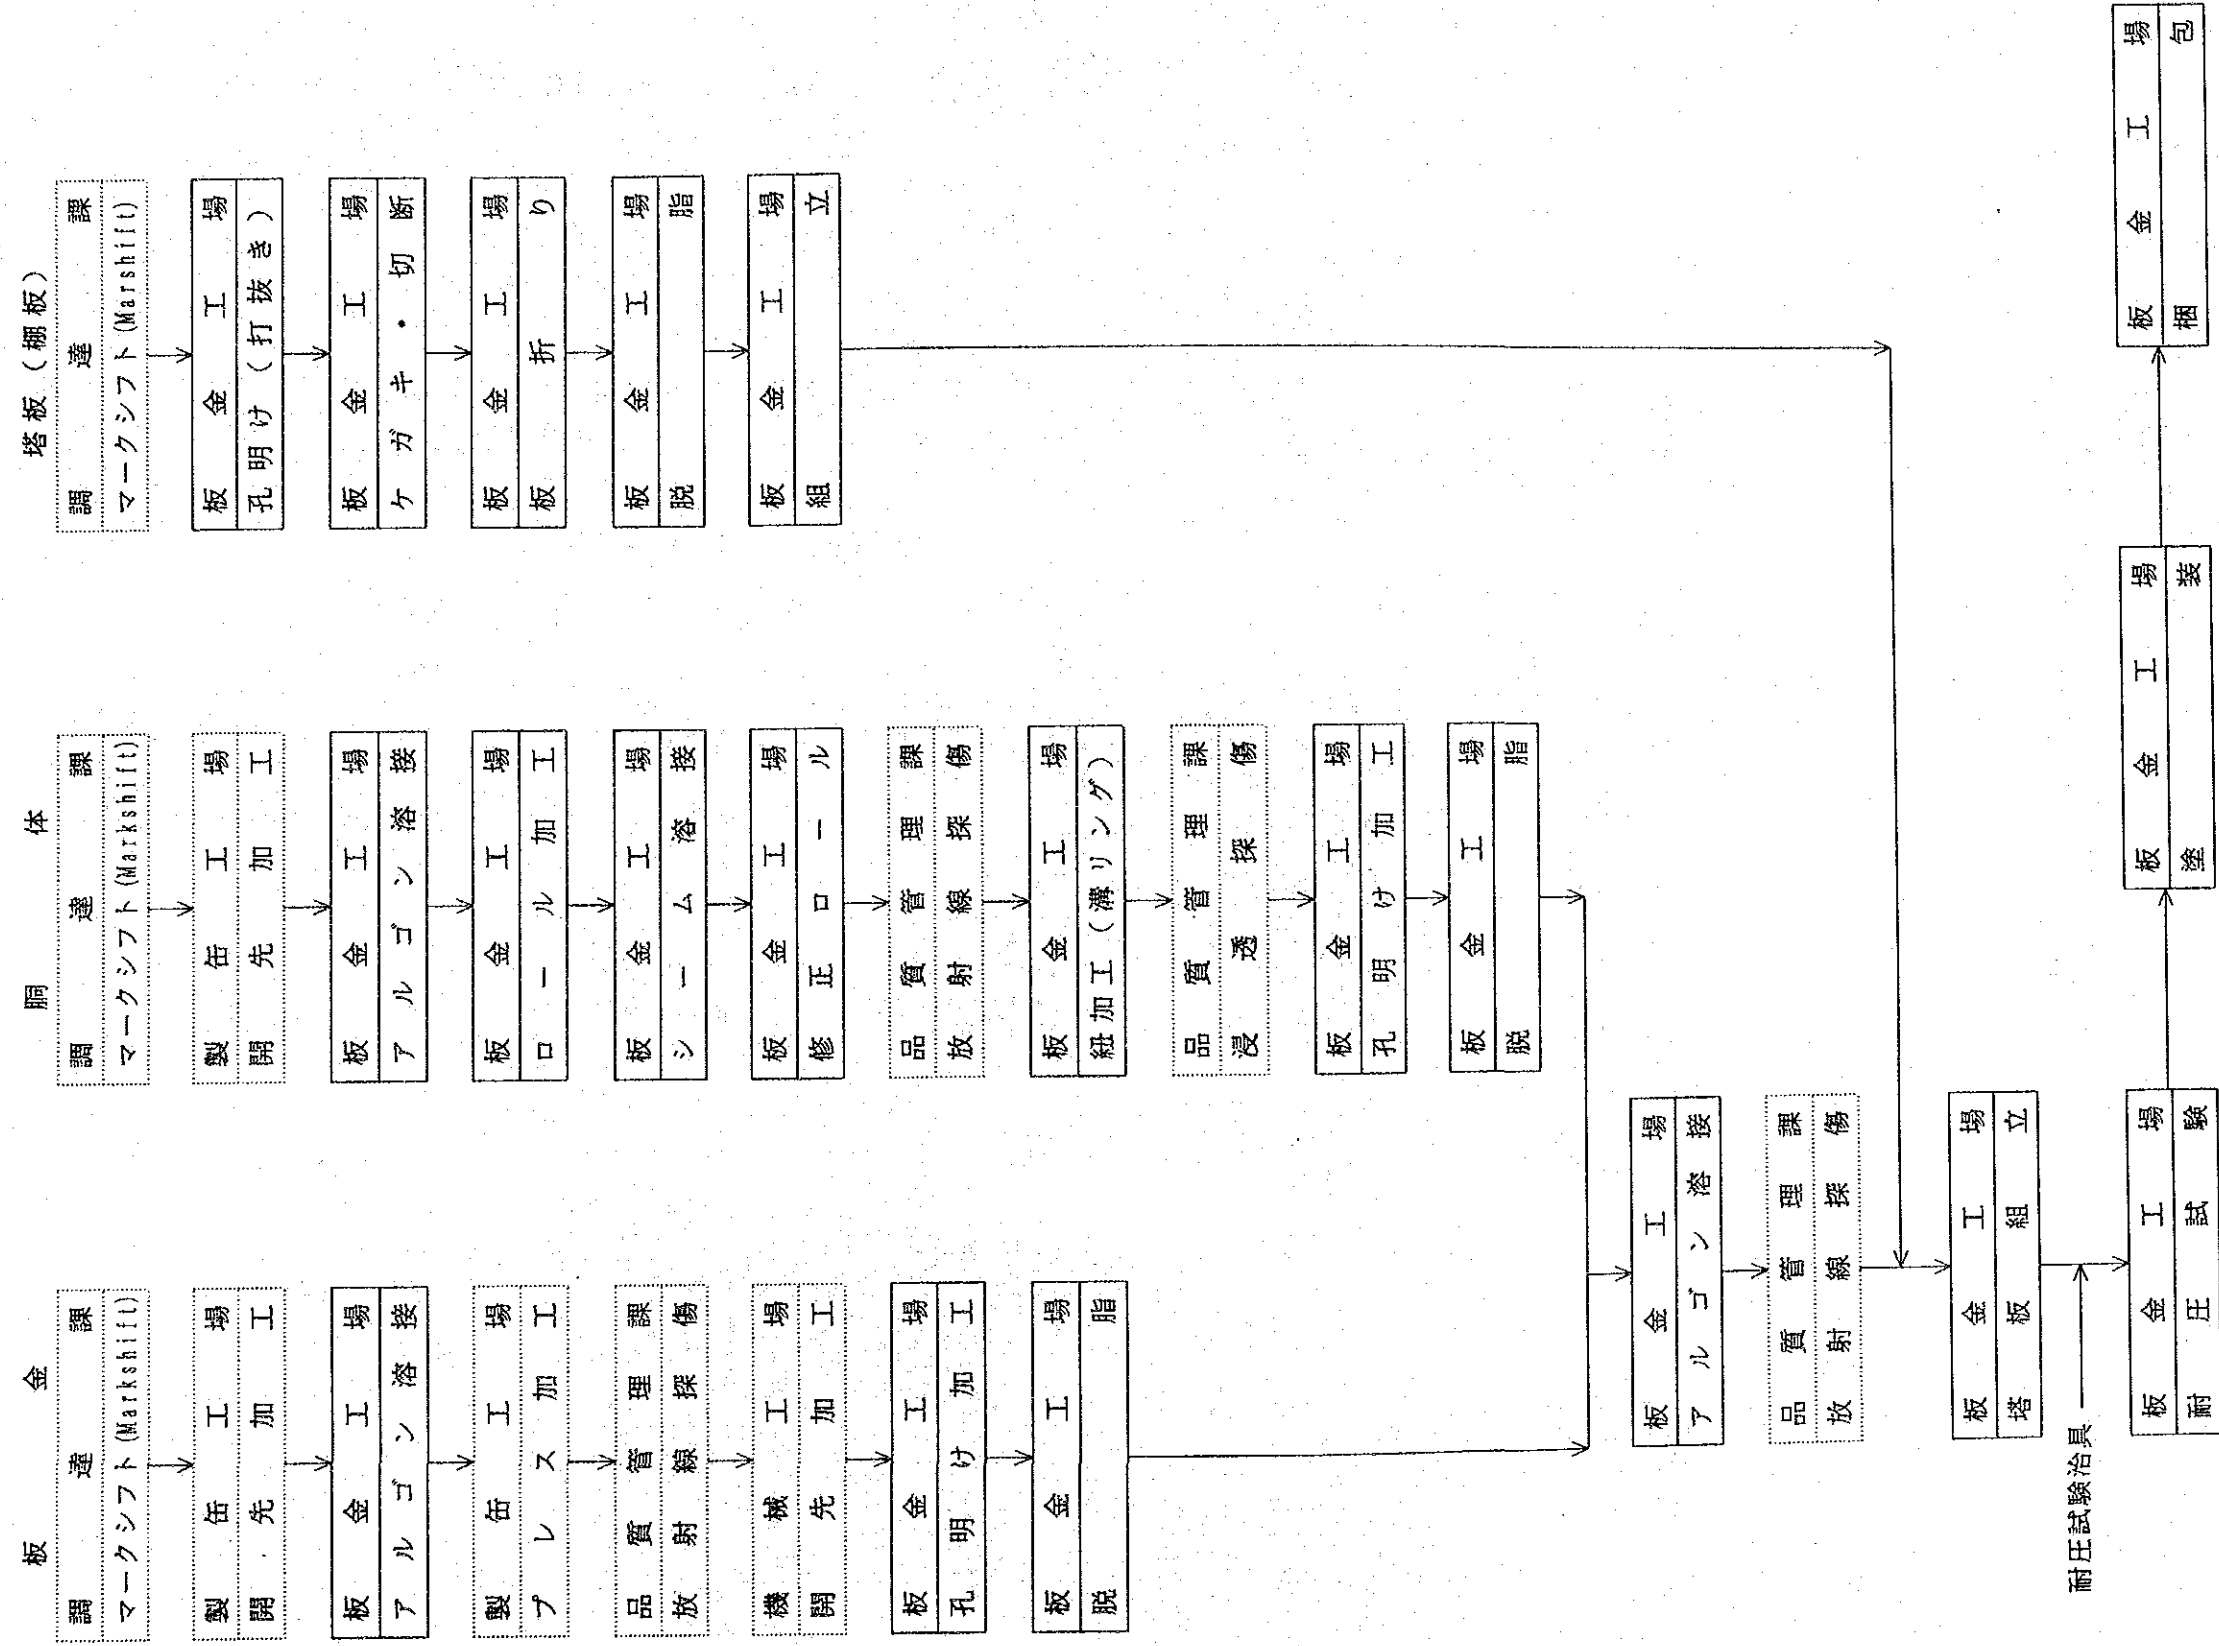 板金
調達課
マークシフト(Markshift)
製缶工場
開先加工
板金工場
アルゴン溶接
製缶工場
プレス加工
品質管理課
放射線探傷
機械工場
開先加工
板金工場
孔明け加工
板金工場
脱脂
胴体
調達課
マークシフト(Markshift)
製缶工場
開先加工
板金工場
アルゴン溶接
板金工場
ロール加工
板金工場
シーム溶接
板金工場
修正ロール
品質管理課
放射線探傷
板金工場
紐加工(溝リング)
品質管理課
浸透探傷
板金工場
孔明け加工
板金工場
脱脂
塔板(棚板)
調達課
マークシフト(Marshift)
板金工場
孔明け(打抜き)
板金工場
ケガキ・切断
板金工場
板折り
板金工場
脱脂
板金工場
組立
板金工場
アルゴン溶接
品質管理課
放射線探傷
板金工場
塔板組立
耐圧試験治具
板金工場
耐圧試験
板金工場
塗装
板金工場
梱包